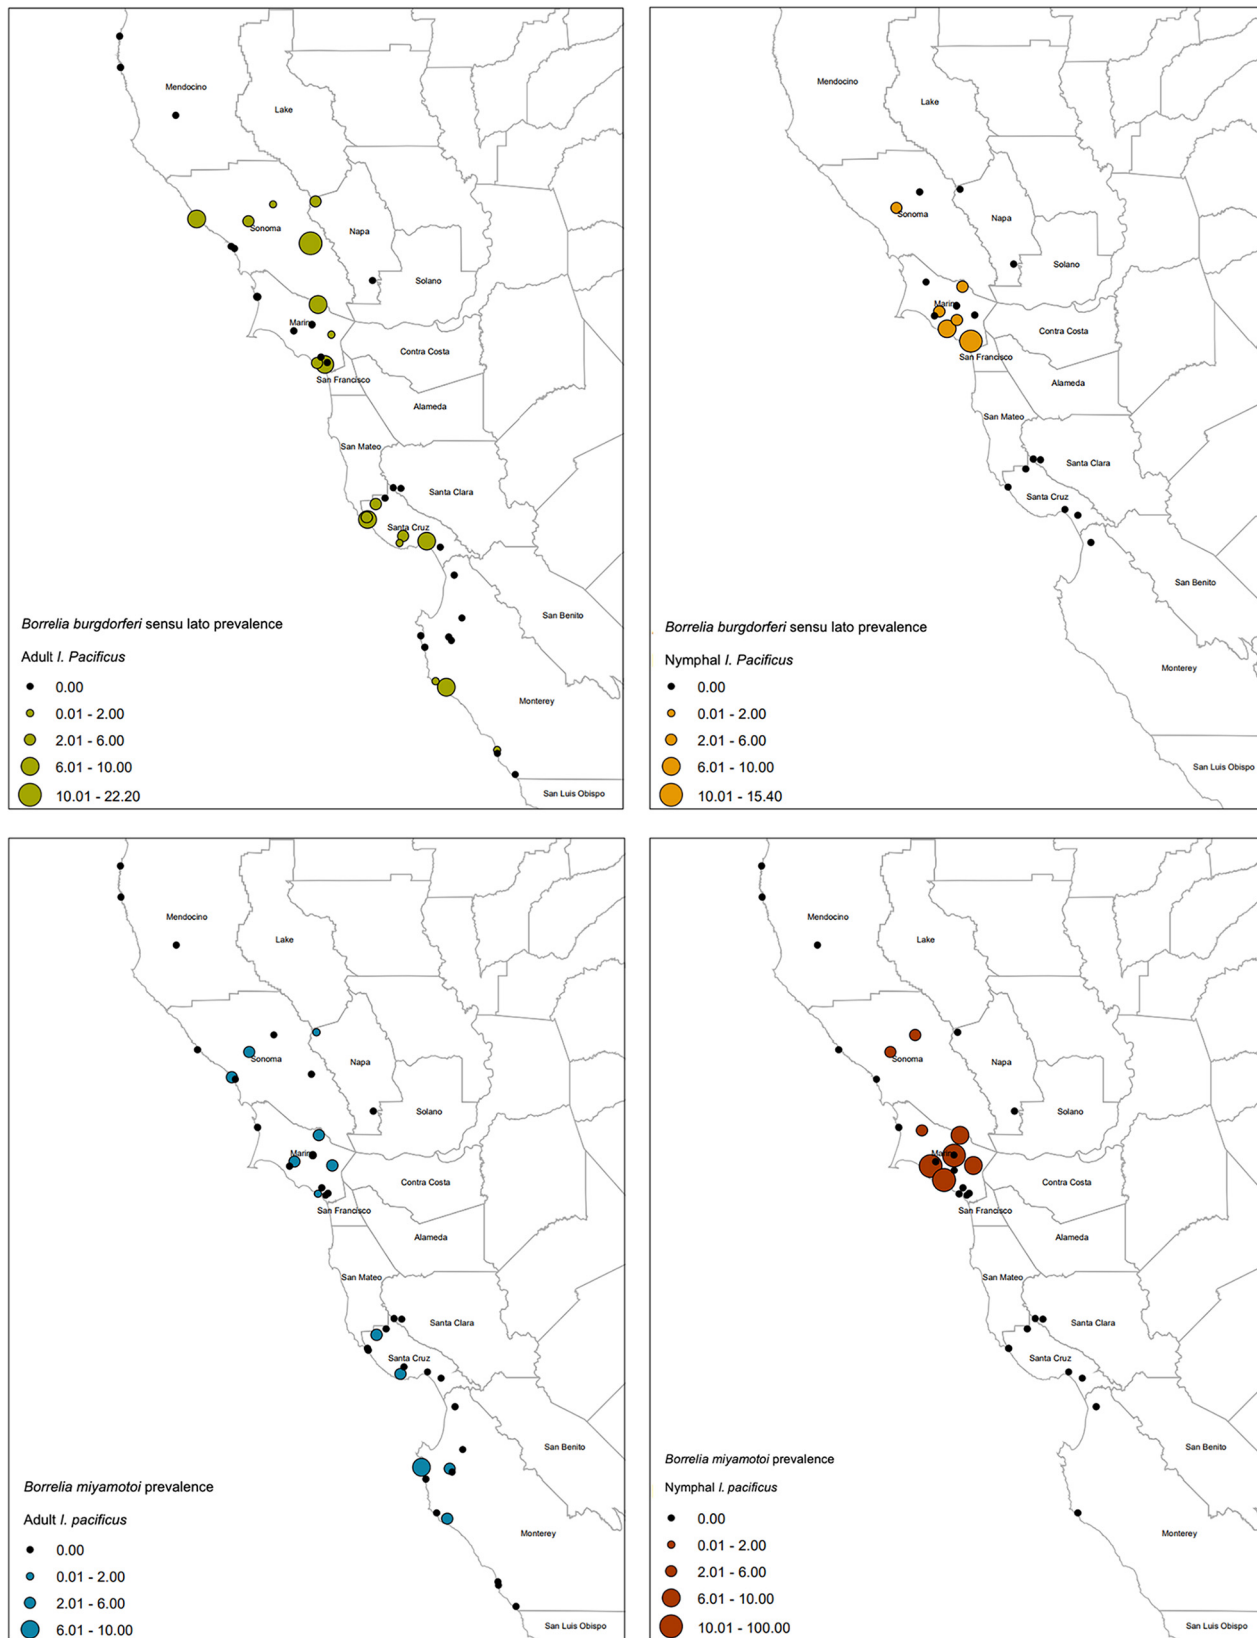 Mendocino
Lake
Sonoma
Napa
Solano
Marin
Contra Costa
San Francisco
Alameda
San Mateo
Santa Clara
Santa Cruz
San Benito
Monterey
San Luis Obispo
Borrelia burgdorferi sensu lato prevalence
Adult I. Pacificus
0.00
0.01 - 2.00
2.01 - 6.00
6.01 - 10.00
10.01 - 22.20
Mendocino
Lake
Sonoma
Napa
Solano
Marin
Contra Costa
San Francisco
Alameda
San Mateo
Santa Clara
Santa Cruz
San Benito
Monterey
San Luis Obispo
Borrelia burgdorferi sensu lato prevalence
Nymphal I. Pacificus
0.00
0.01 - 2.00
2.01 - 6.00
6.01 - 10.00
10.01 - 15.40
Mendocino
Lake
Sonoma
Napa
Solano
Marin
Contra Costa
San Francisco
Alameda
San Mateo
Santa Clara
Santa Cruz
San Benito
Monterey
San Luis Obispo
Borrelia miyamotoi prevalence
Adult I. pacificus
0.00
0.01 - 2.00
2.01 - 6.00
6.01 - 10.00
Mendocino
Lake
Sonoma
Napa
Solano
Marin
Contra Costa
San Francisco
Alameda
San Mateo
Santa Clara
Santa Cruz
San Benito
Monterey
San Luis Obispo
Borrelia miyamotoi prevalence
Nymphal I. pacificus
0.00
0.01 - 2.00
2.01 - 6.00
6.01 - 10.00
10.01 - 100.00